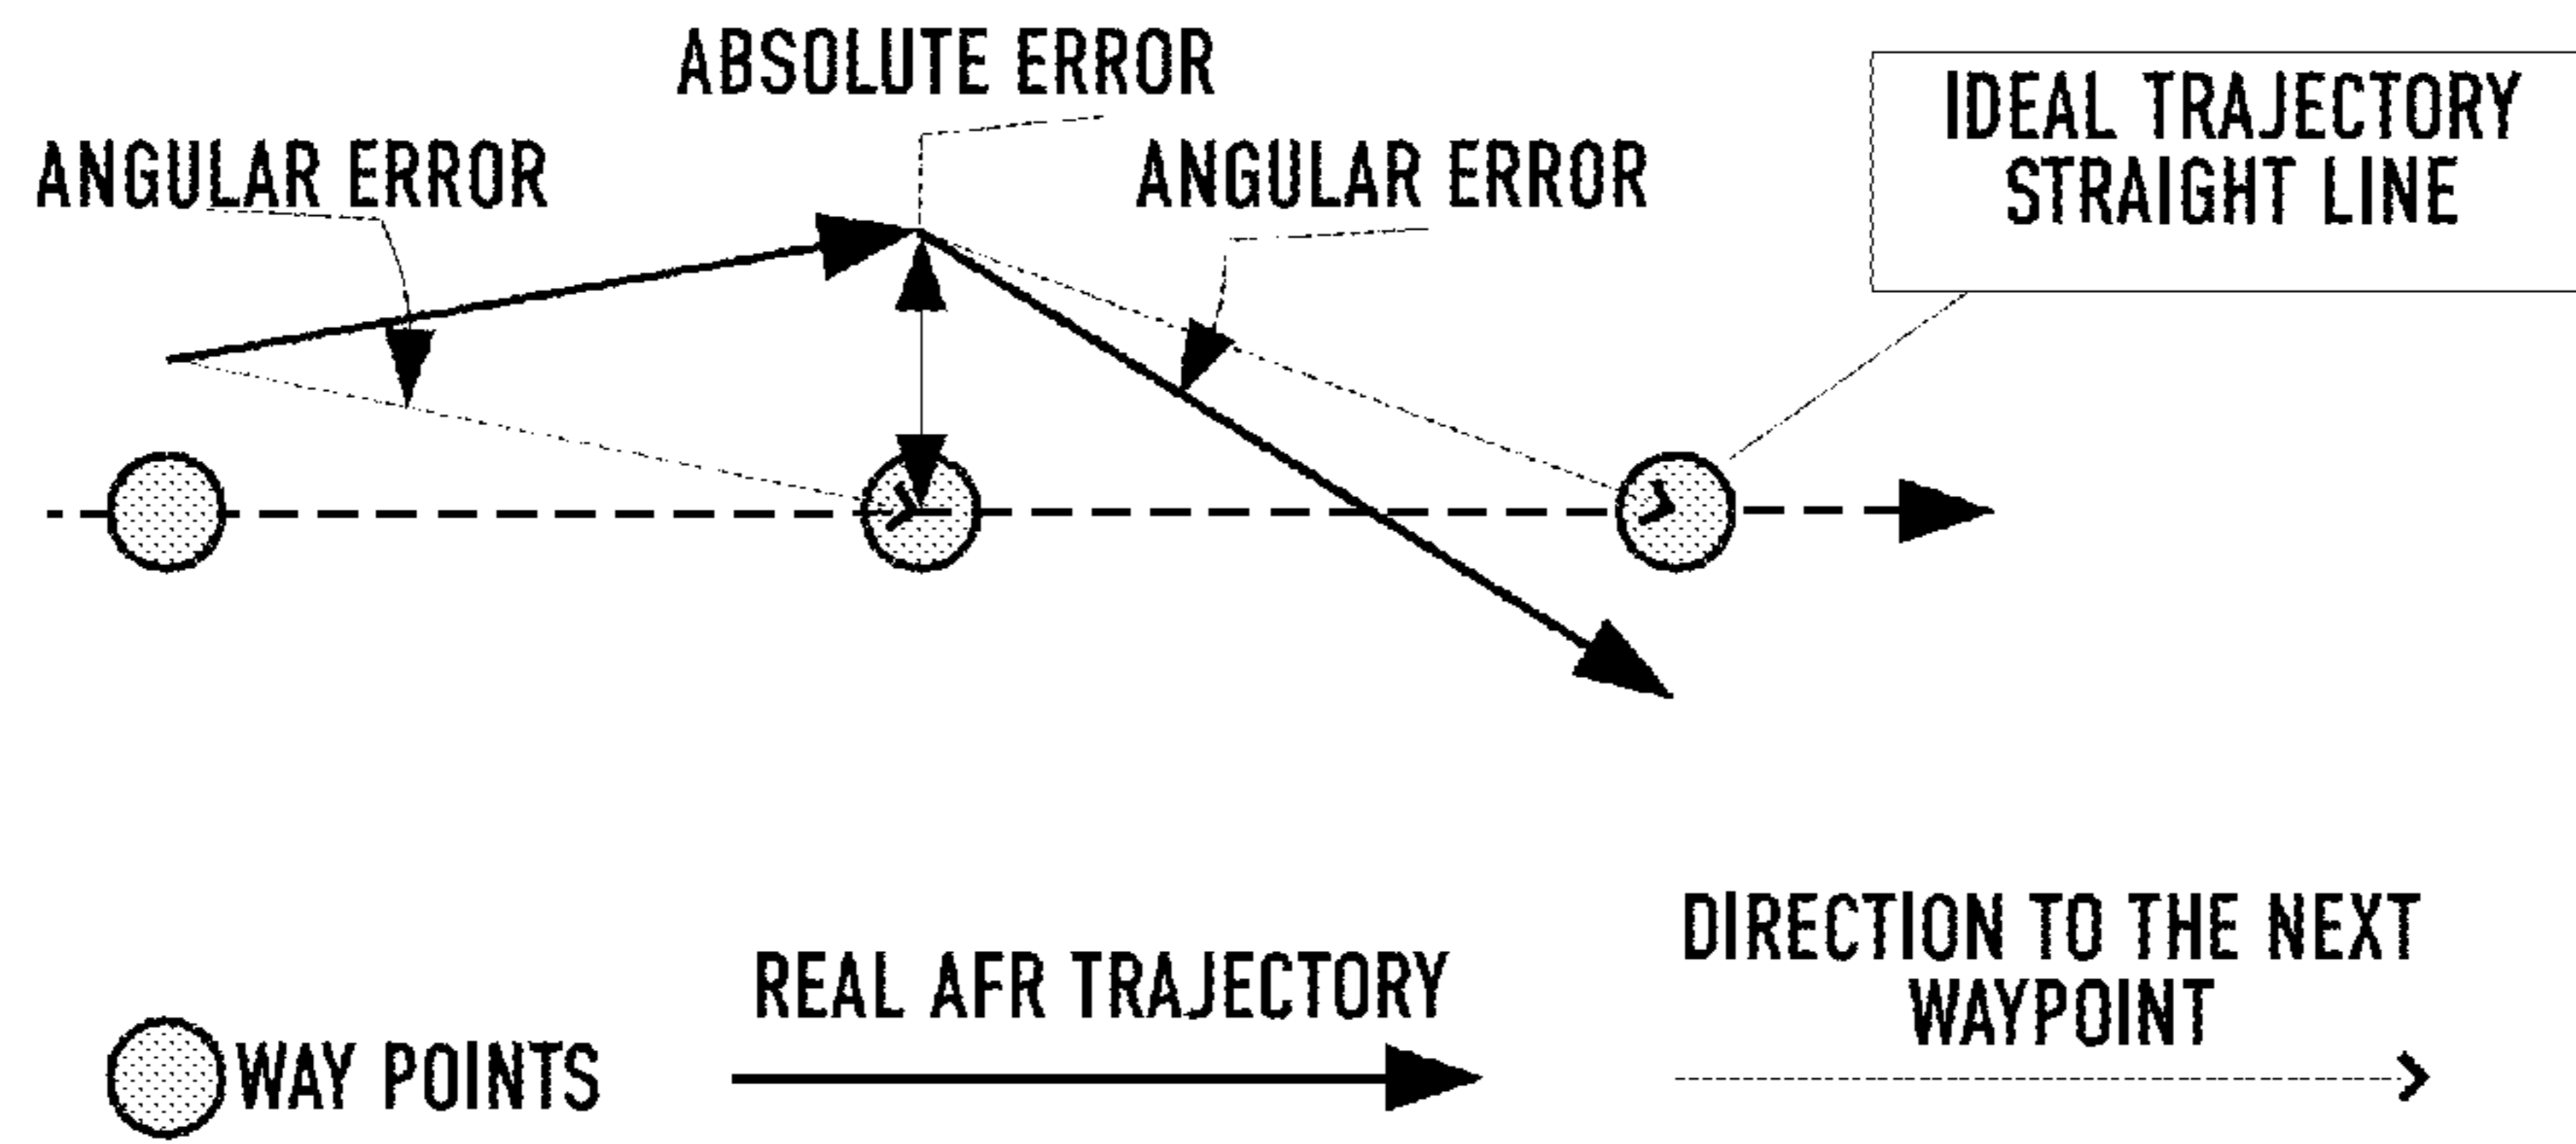 ABSOLUTE ERROR
ANGULAR ERROR
ANGULAR ERROR
IDEAL TRAJECTORY
STRAIGHT LINE
WAY POINTS
REAL AFR TRAJECTORY
DIRECTION TO THE NEXT
WAYPOINT